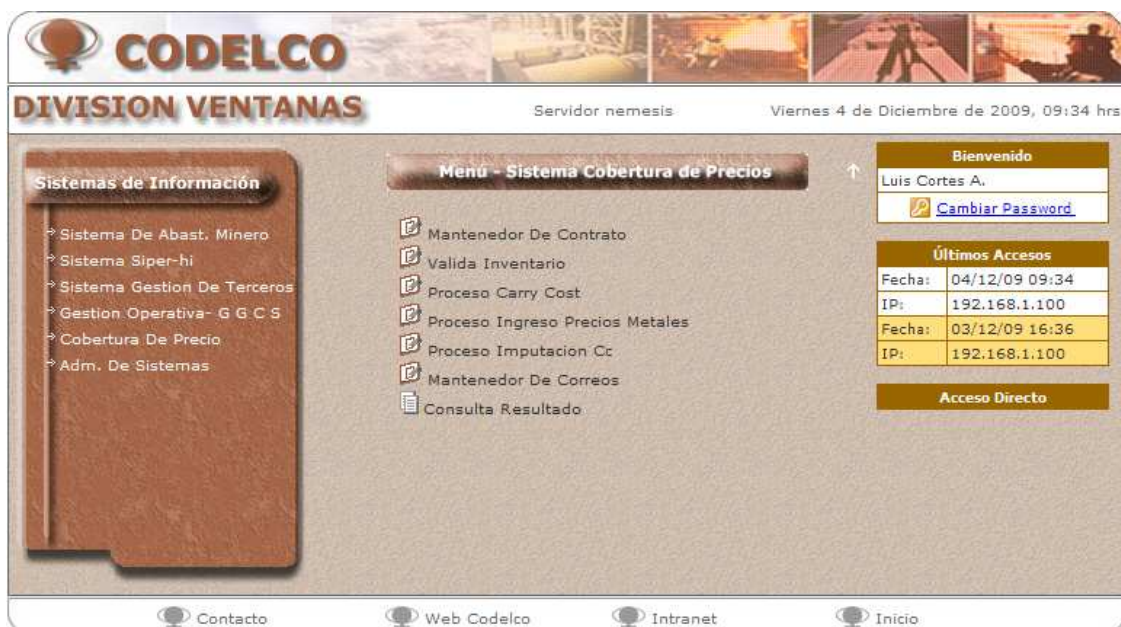 CODELCO
DIVISION VENTANAS
Servidor nemesis
Viernes 4 de Diciembre de 2009, 09:34 hrs
Sistemas de Información
Sistema De Abast. Minero
Sistema Siper-hi
Sistema Gestion De Terceros
Gestion Operativa- G G C S
Cobertura De Precio
Adm. De Sistemas
Menú - Sistema Cobertura de Precios
Mantenedor De Contrato
Valida Inventario
Proceso Carry Cost
Proceso Ingreso Precios Metales
Proceso Imputacion Cc
Mantenedor De Correos
Consulta Resultado
Bienvenido
Luis Cortes A.
Cambiar Password
Últimos Accesos
Fecha: 04/12/09 09:34
IP: 192.168.1.100
Fecha: 03/12/09 16:36
IP: 192.168.1.100
Acceso Directo
Contacto
Web Codelco
Intranet
Inicio